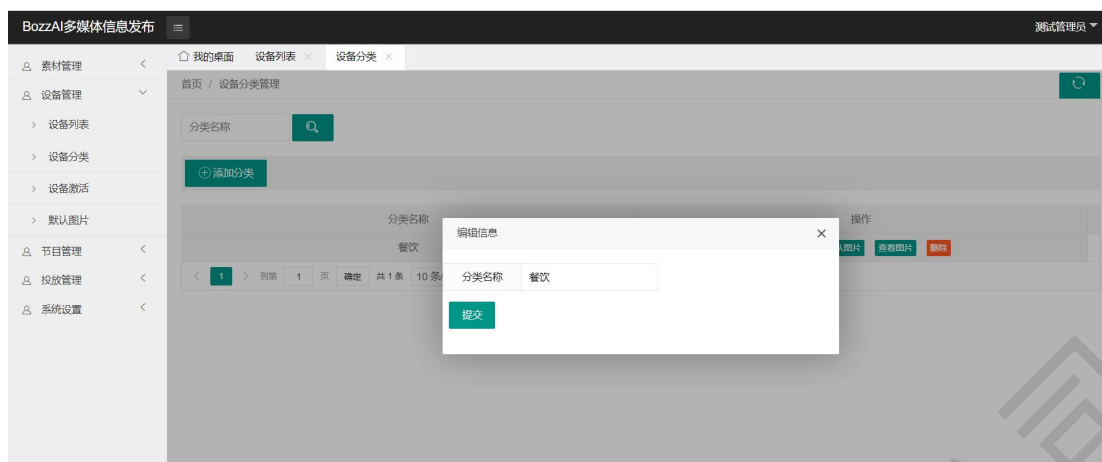 BozzAI多媒体信息发布
测试管理员
素材管理
设备管理
设备列表
设备分类
设备激活
默认图片
节目管理
投放管理
系统设置
我的桌面 设备列表 设备分类
首页 / 设备分类管理
分类名称
添加分类
分类名称 操作
餐饮 认图片 查看图片 删除
1 到第 1 页 确定 共 1 条 10 条/
编辑信息
分类名称 餐饮
提交